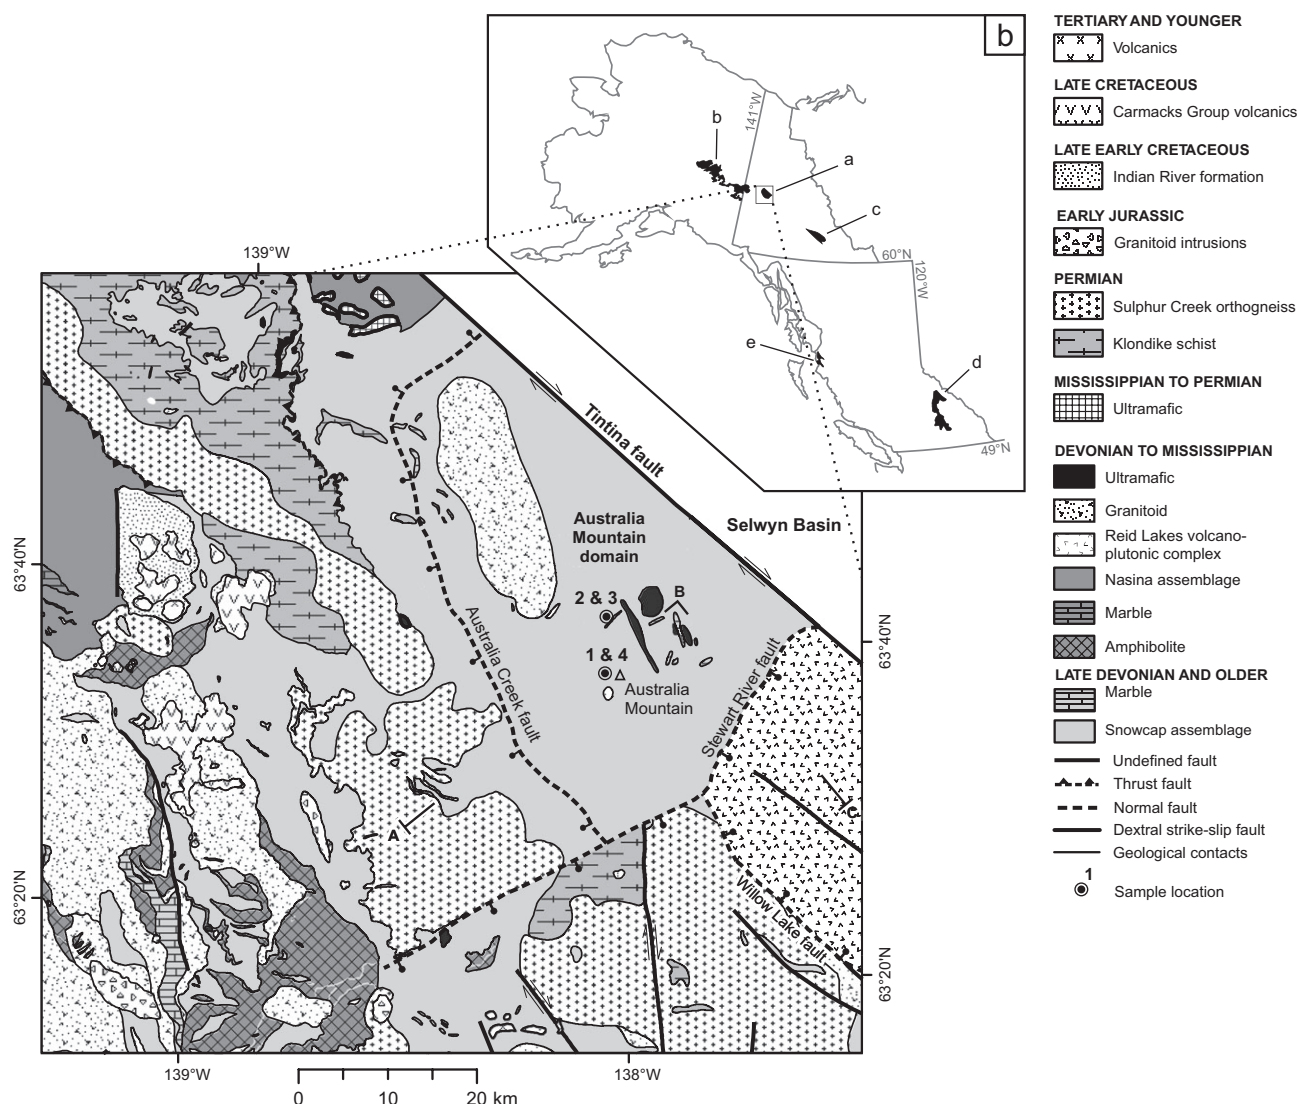 b
141°W
b
a
c
60°N
120°W
e
d
49°N
139°W
Tintina fault
Selwyn Basin
Australia
Mountain
domain
63°40'N
2 & 3
B
1 & 4
Australia
Mountain
Australia Creek fault
Stewart River fault
63°40'N
A
C
Willow Lake fault
63°20'N
63°20'N
139°W
138°W
0 10 20 km
TERTIARY AND YOUNGER
Volcanics
LATE CRETACEOUS
Carmacks Group volcanics
LATE EARLY CRETACEOUS
Indian River formation
EARLY JURASSIC
Granitoid intrusions
PERMIAN
Sulphur Creek orthogneiss
Klondike schist
MISSISSIPPIAN TO PERMIAN
Ultramafic
DEVONIAN TO MISSISSIPPIAN
Ultramafic
Granitoid
Reid Lakes volcano-
plutonic complex
Nasina assemblage
Marble
Amphibolite
LATE DEVONIAN AND OLDER
Marble
Snowcap assemblage
Undefined fault
Thrust fault
Normal fault
Dextral strike-slip fault
Geological contacts
1
Sample location